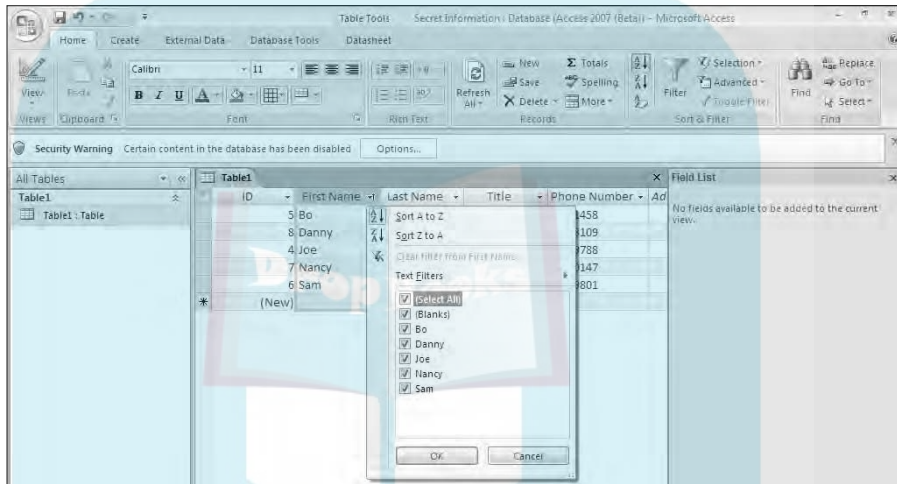 Table Tools Secret Information : Database (Access 2007 (Beta)) - Microsoft Access
Home Create External Data Database Tools Datasheet
View
Paste
Calibri 11
B I U A
Refresh All
New
Save
Delete
Totals
Spelling
More
Filter
Selection
Advanced
Toggle Filter
Find
Replace
Go To
Select
Views Clipboard Font Rich Text Records Sort & Filter Find
Security Warning Certain content in the database has been disabled Options...
All Tables
Table1
Table1 : Table
Table1
ID First Name Last Name Title Phone Number Ad
5 Bo 1458
8 Danny 3109
4 Joe 9788
7 Nancy 0147
6 Sam 9801
* (New)
Sort A to Z
Sort Z to A
Clear filter from First Name
Text Filters
(Select All)
(Blanks)
Bo
Danny
Joe
Nancy
Sam
OK Cancel
Field List
No fields available to be added to the current
view.